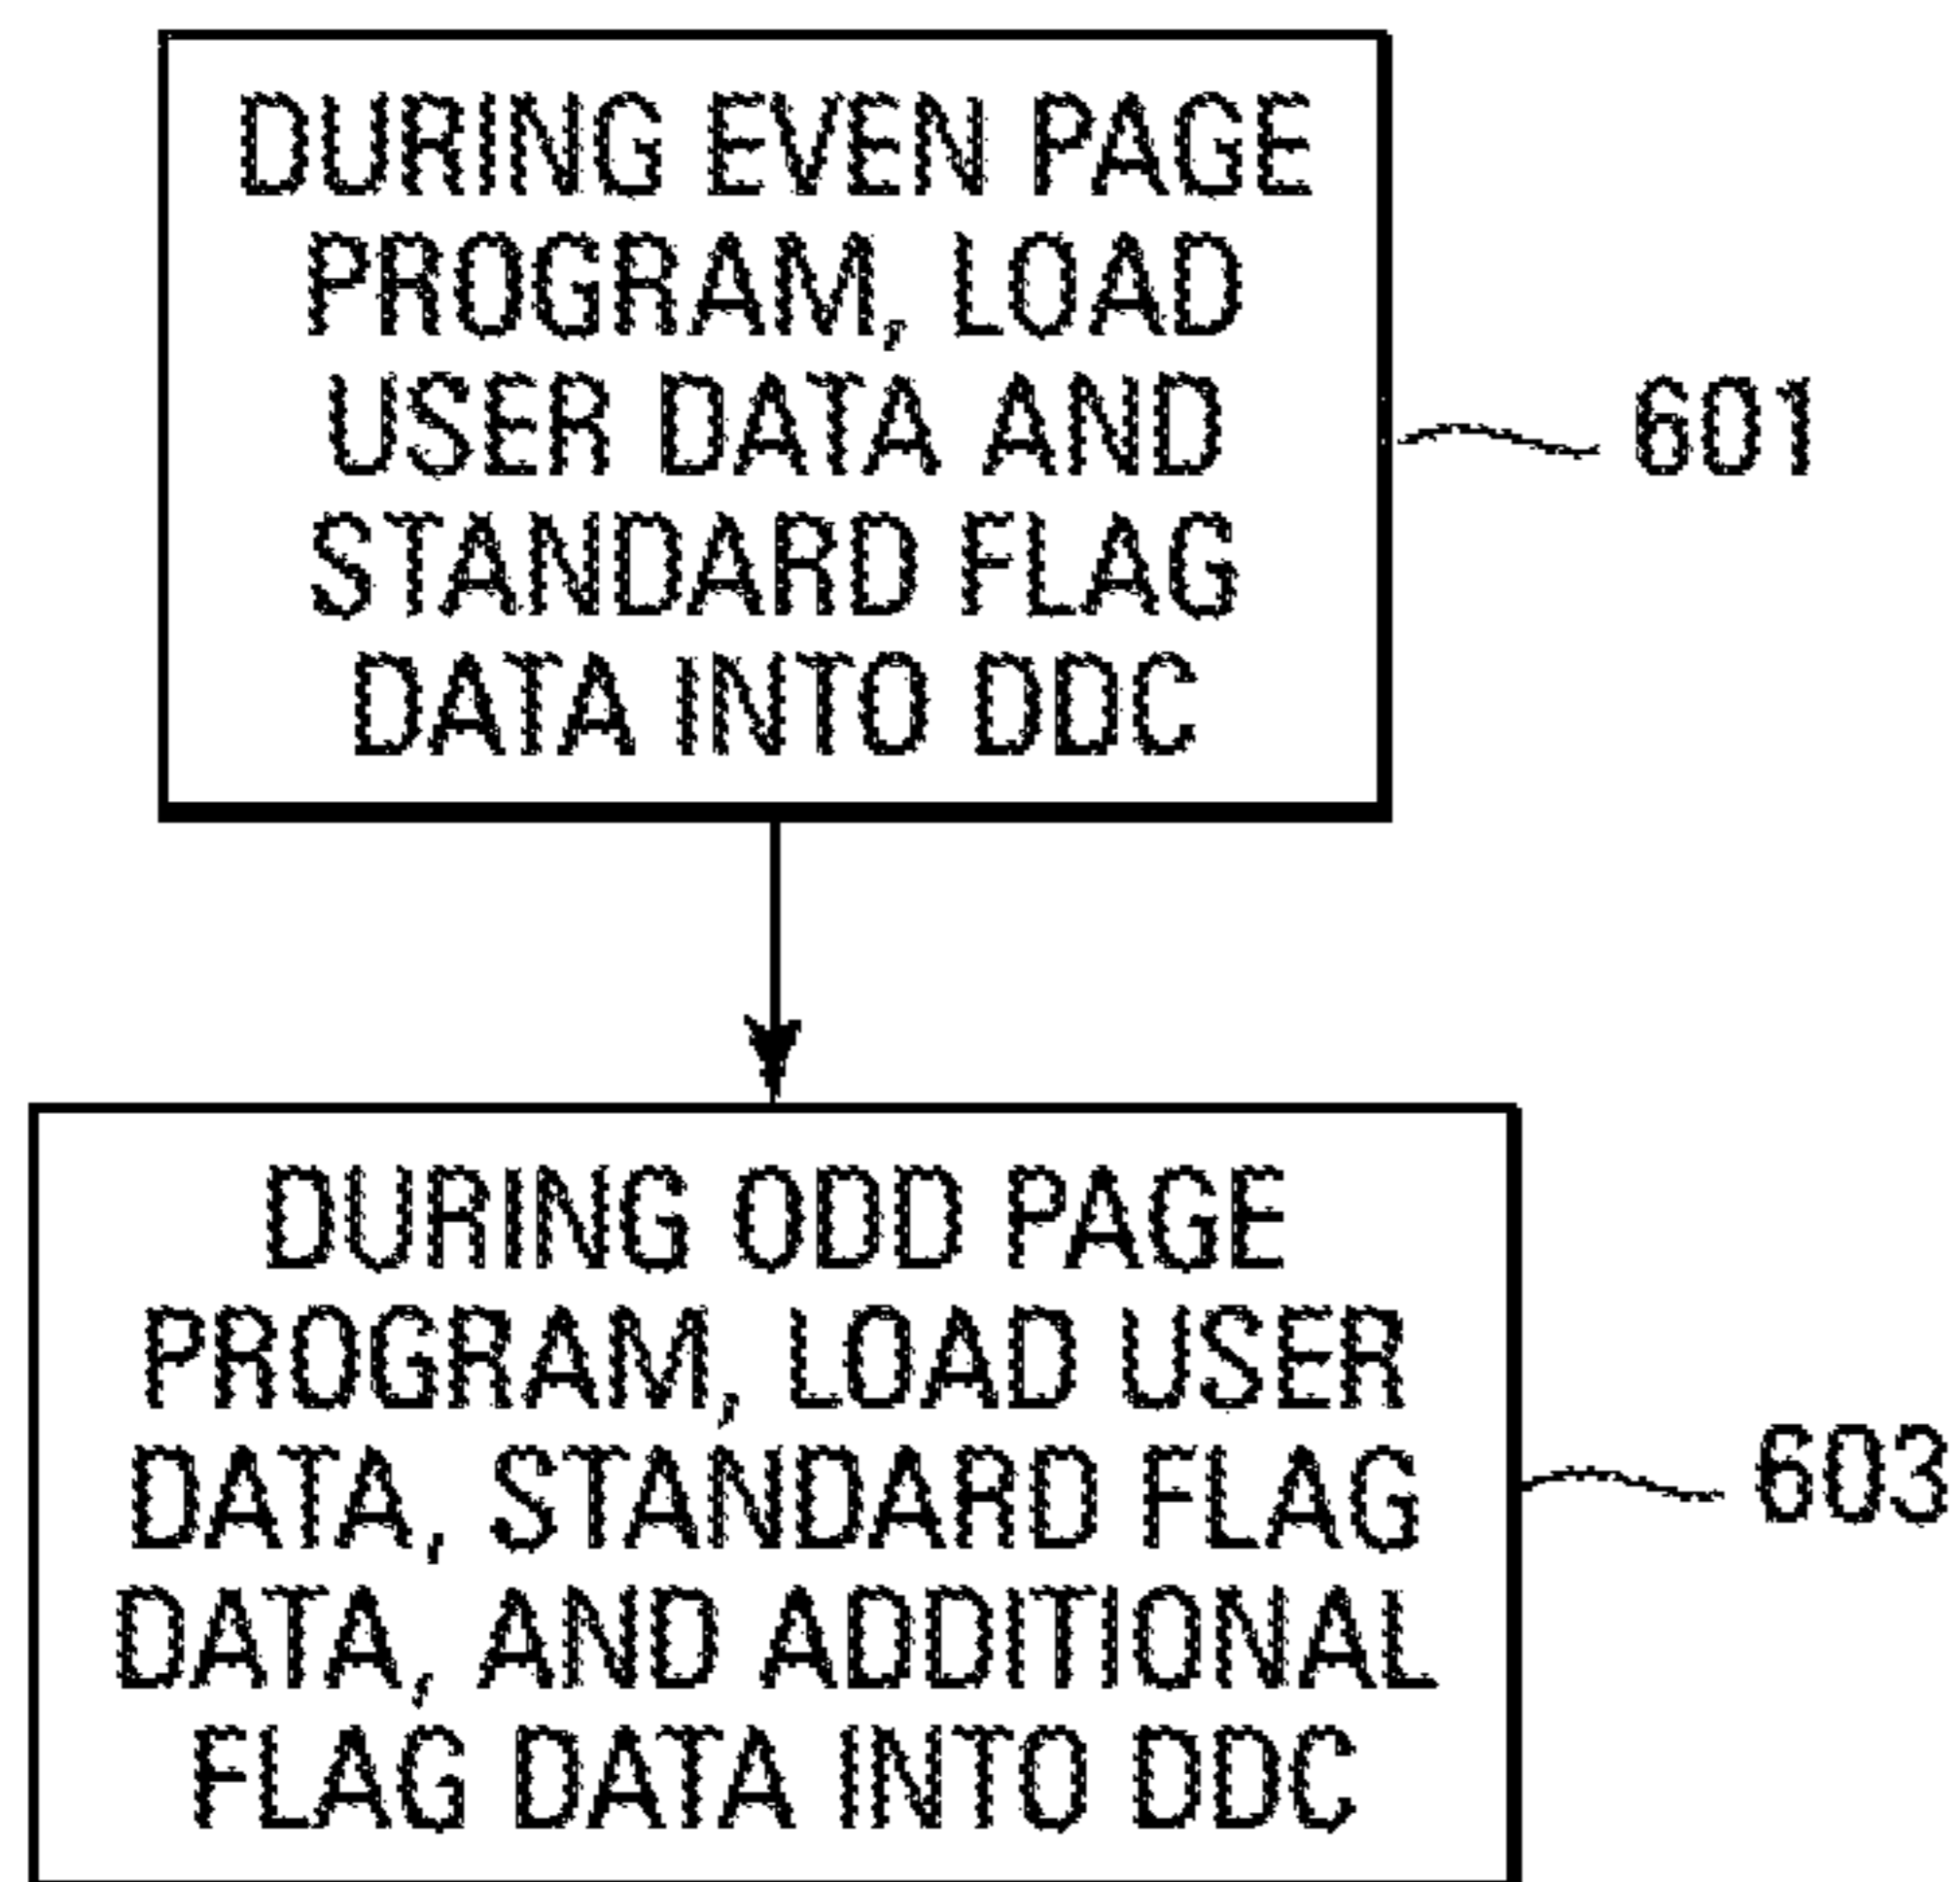 DURING EVEN PAGE
PROGRAM, LOAD
USER DATA AND
STANDARD FLAG
DATA INTO DDC
601
DURING ODD PAGE
PROGRAM, LOAD USER
DATA, STANDARD FLAG
DATA, AND ADDITIONAL
FLAG DATA INTO DDC
603